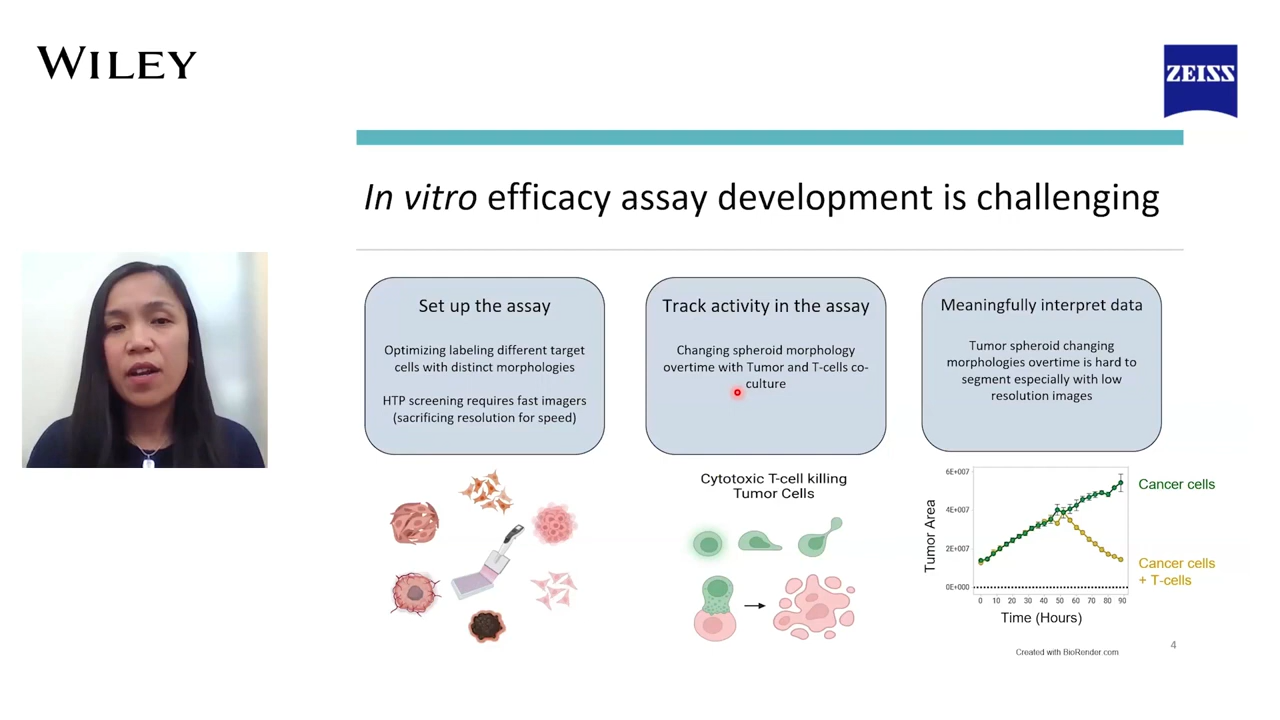 WILEY
ZEISS
In vitro efficacy assay development is challenging
Set up the assay
Optimizing labeling different target
cells with distinct morphologies
HTP screening requires fast imagers
(sacrificing resolution for speed)
Track activity in the assay
Changing spheroid morphology
overtime with Tumor and T-cells co-
culture
Meaningfully interpret data
Tumor spheroid changing
morphologies overtime is hard to
segment especially with low
resolution images
Cytotoxic T-cell killing
Tumor Cells
Tumor Area
6E+007
4E+007
2E+007
0E+000
0 10 20 30 40 50 60 70 80 90
Time (Hours)
Cancer cells
Cancer cells
+ T-cells
Created with BioRender.com
4